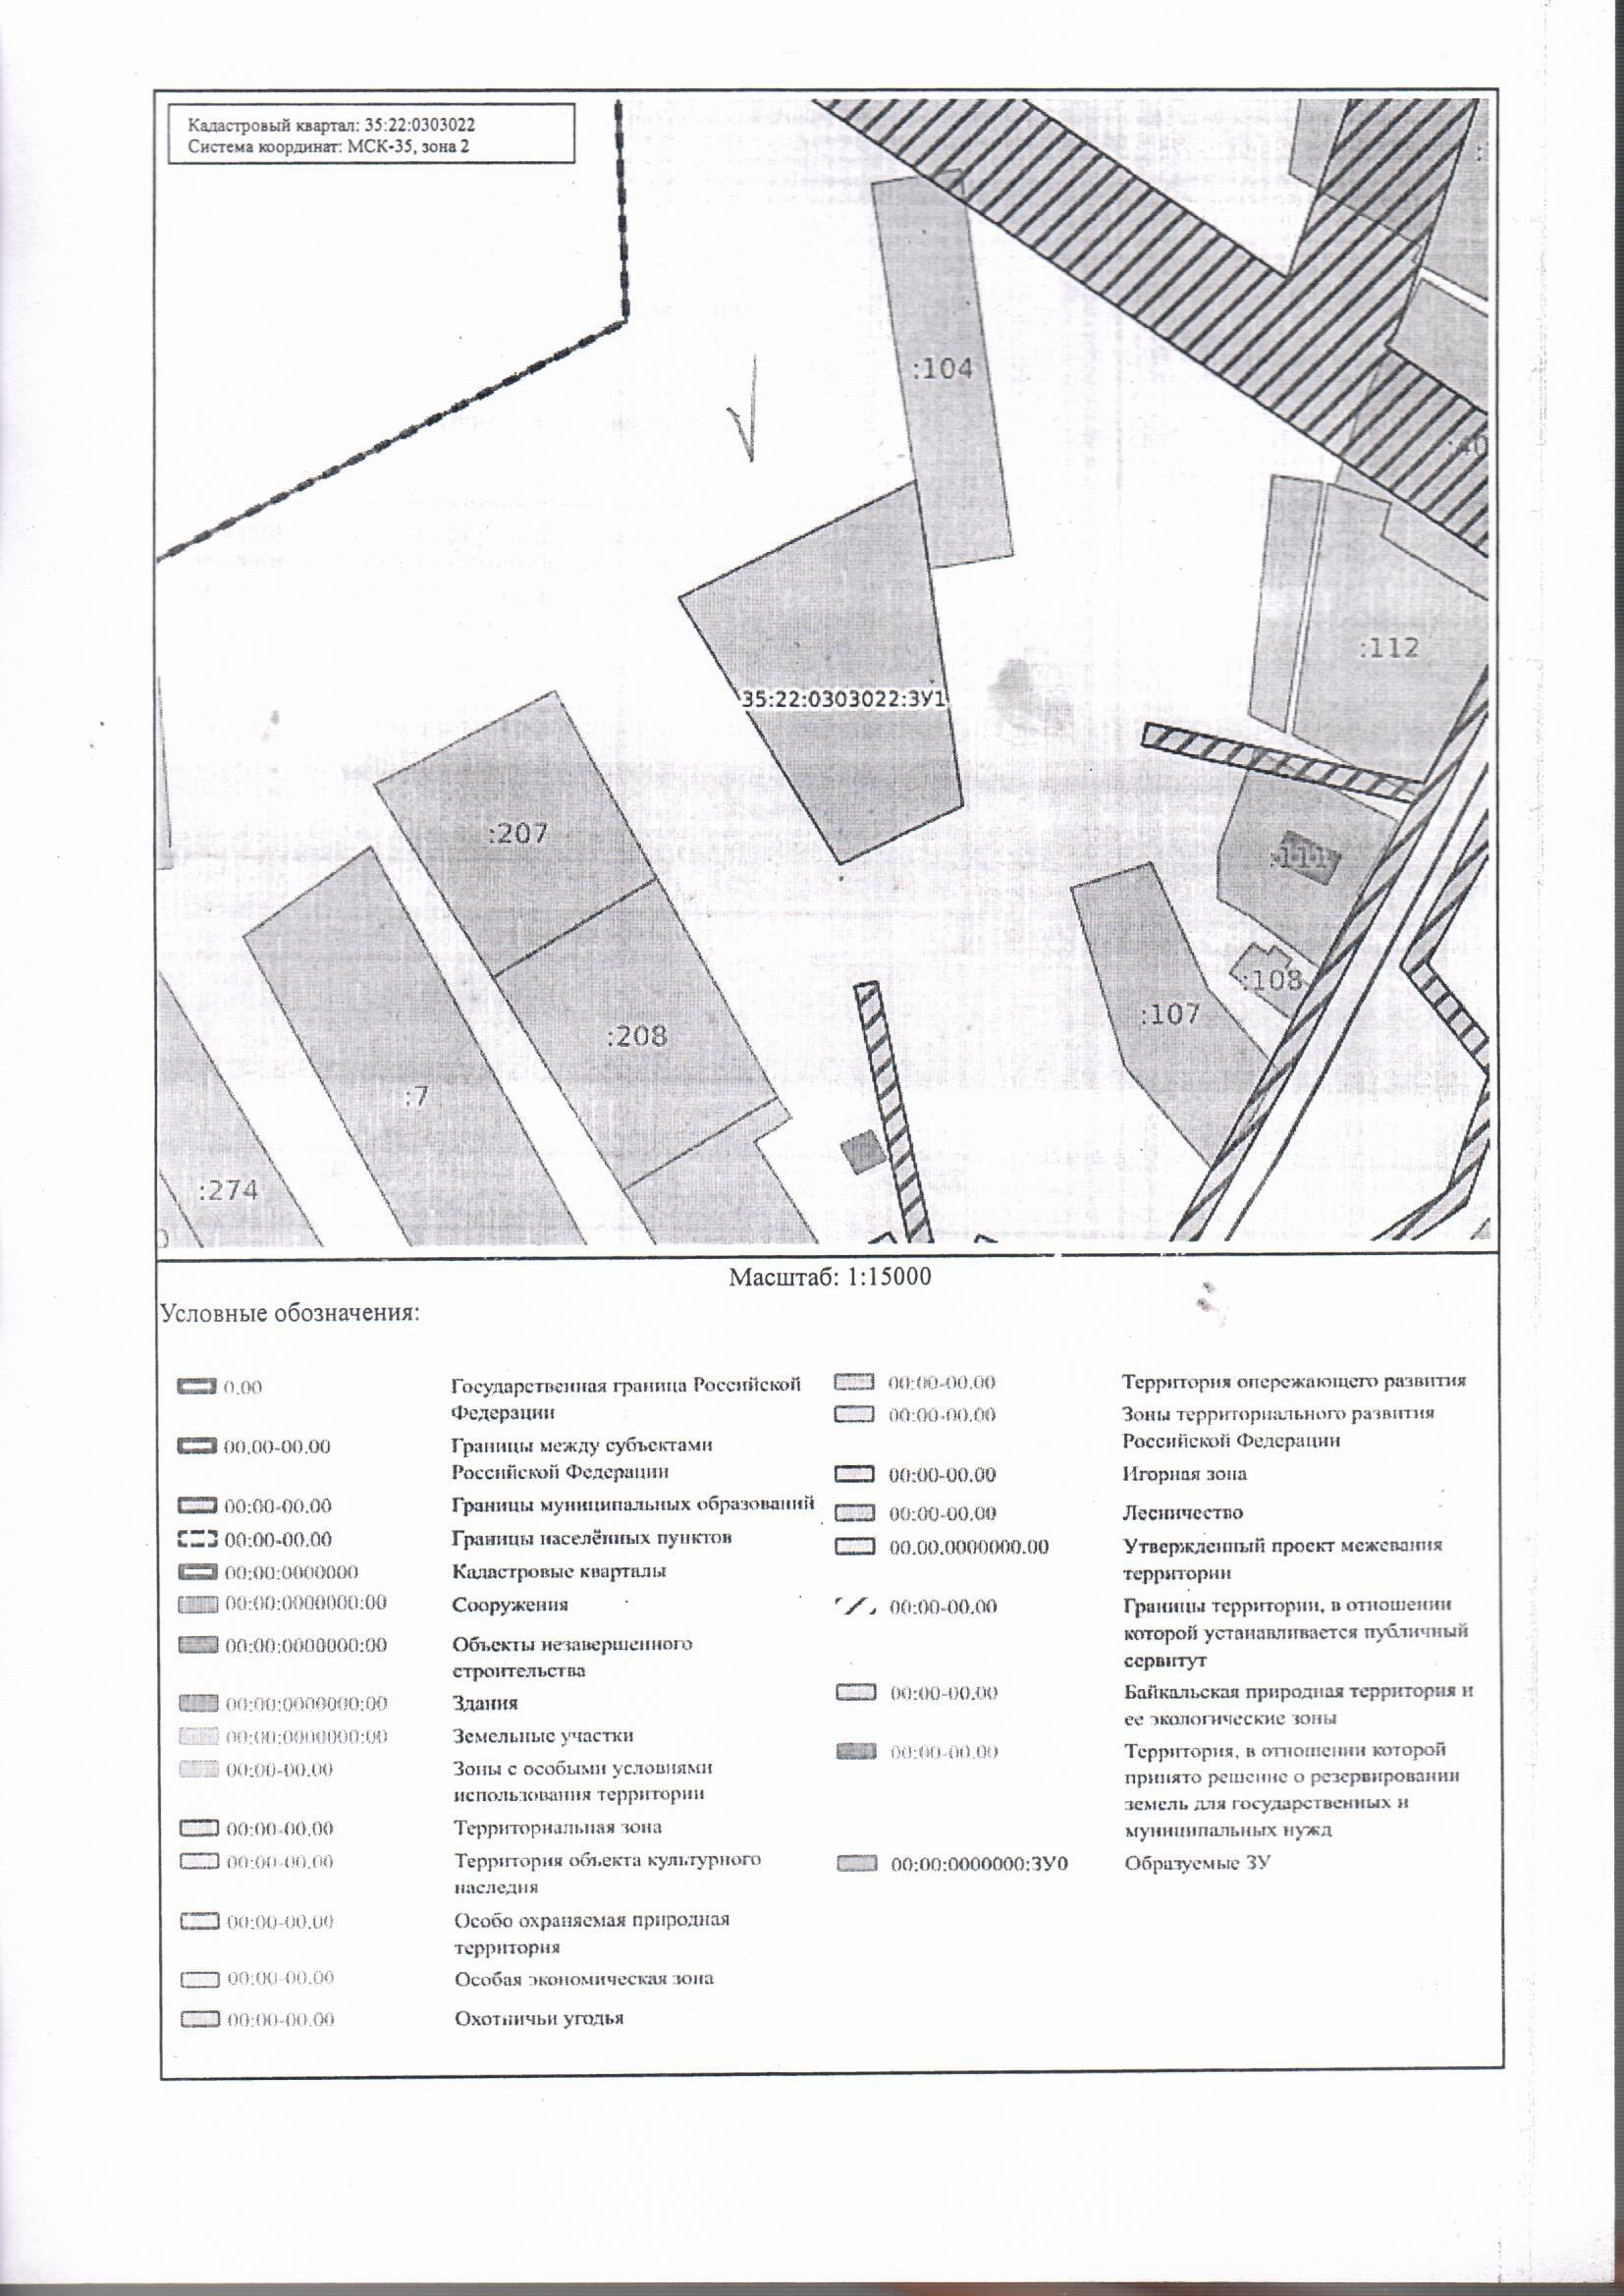 Кадастровый квартал: 35:22:0303022
Система координат: МСК-35, зона 2
:104
:112
35:22:0303022:ЗУ1
:207
:111
:108
:107
:208
:7
:274
Масштаб: 1:15000
Условные обозначения:
0.00 Государственная граница Российской
Федерации
00.00-00.00 Границы между субъектами
Российской Федерации
00:00-00.00 Границы муниципальных образований
00:00-00.00 Границы населённых пунктов
00:00:0000000 Кадастровые кварталы
00:00:0000000:00 Сооружения
00:00:0000000:00 Объекты незавершенного
строительства
00:00:0000000:00 Здания
00:00:0000000:00 Земельные участки
00:00-00.00 Зоны с особыми условиями
использования территории
00:00-00.00 Территориальная зона
00:00-00.00 Территория объекта культурного
наследия
00:00-00.00 Особо охраняемая природная
территория
00:00-00.00 Особая экономическая зона
00:00-00.00 Охотничьи угодья
00:00-00.00 Территория опережающего развития
00:00-00.00 Зоны территориального развития
Российской Федерации
00:00-00.00 Игорная зона
00:00-00.00 Лесничество
00.00.0000000.00 Утвержденный проект межевания
территории
00:00-00.00 Границы территории, в отношении
которой устанавливается публичный
сервитут
00:00-00.00 Байкальская природная территория и
ее экологические зоны
00:00-00.00 Территория, в отношении которой
принято решение о резервировании
земель для государственных и
муниципальных нужд
00:00:0000000:ЗУ0 Образуемые ЗУ